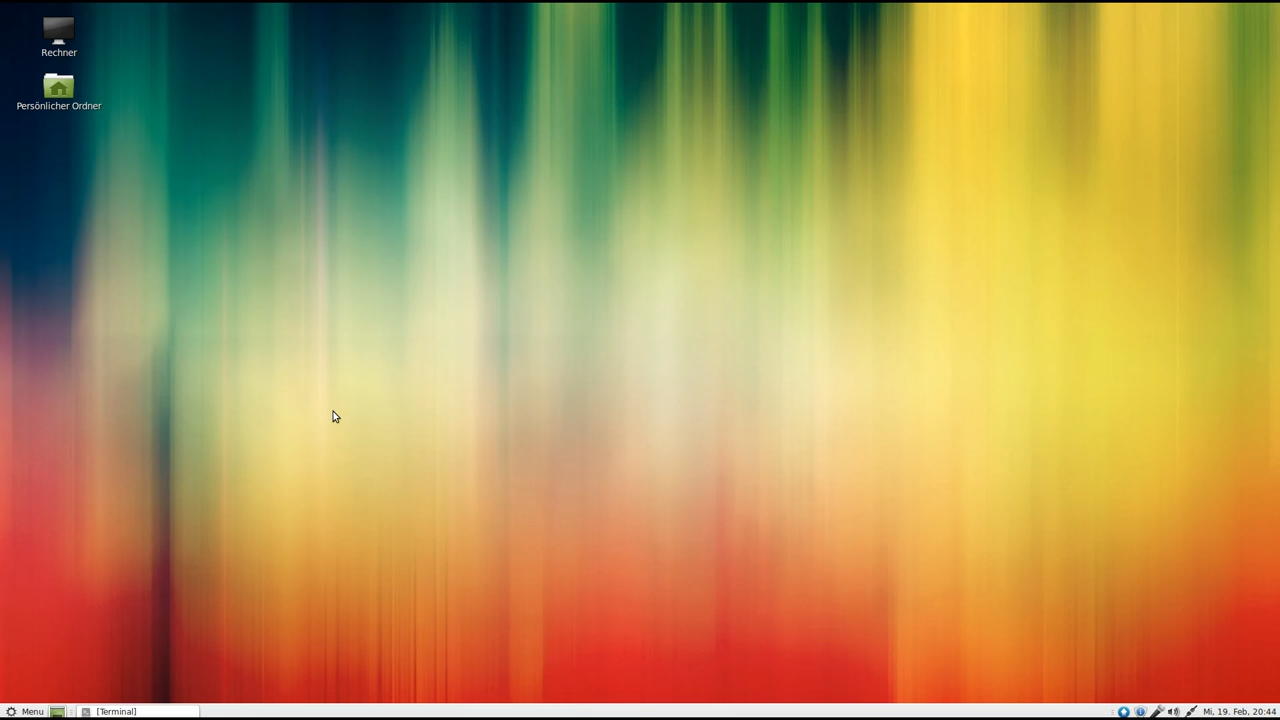 Rechner
Persönlicher Ordner
Menu
[Terminal]
Mi, 19. Feb, 20:44